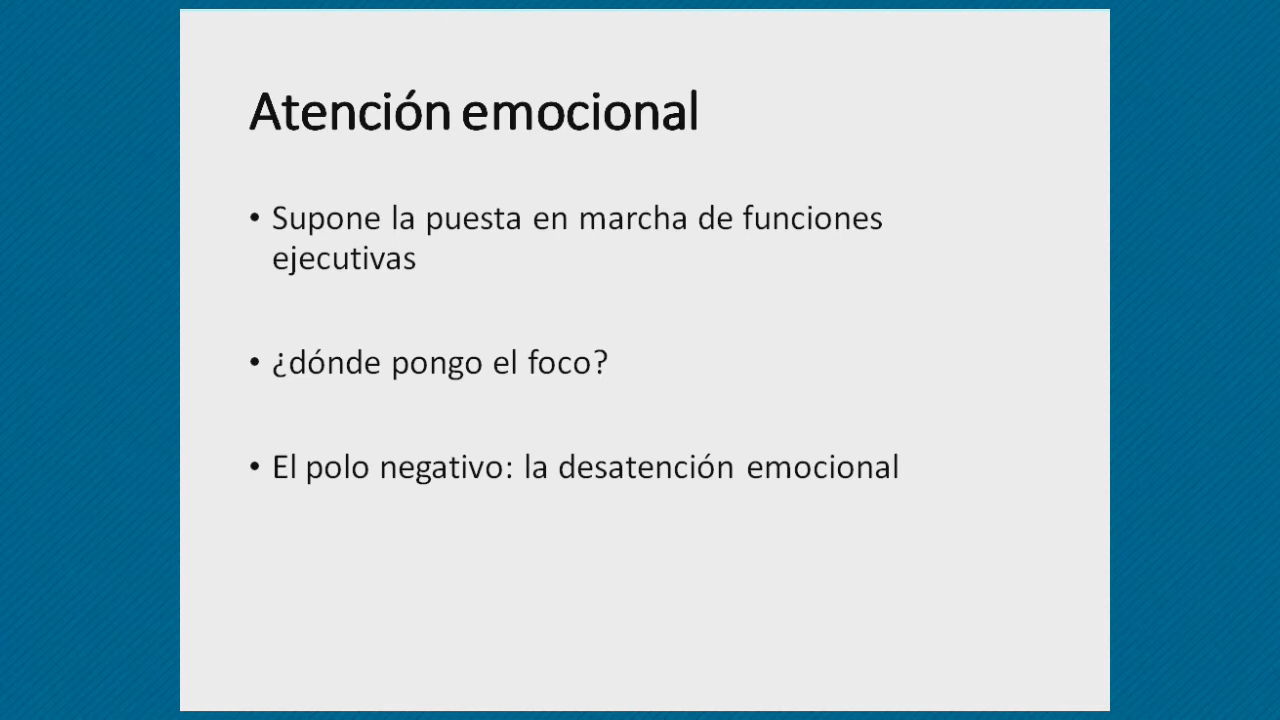 Atención emocional
• Supone la puesta en marcha de funciones
ejecutivas
• ¿dónde pongo el foco?
• El polo negativo: la desatención emocional